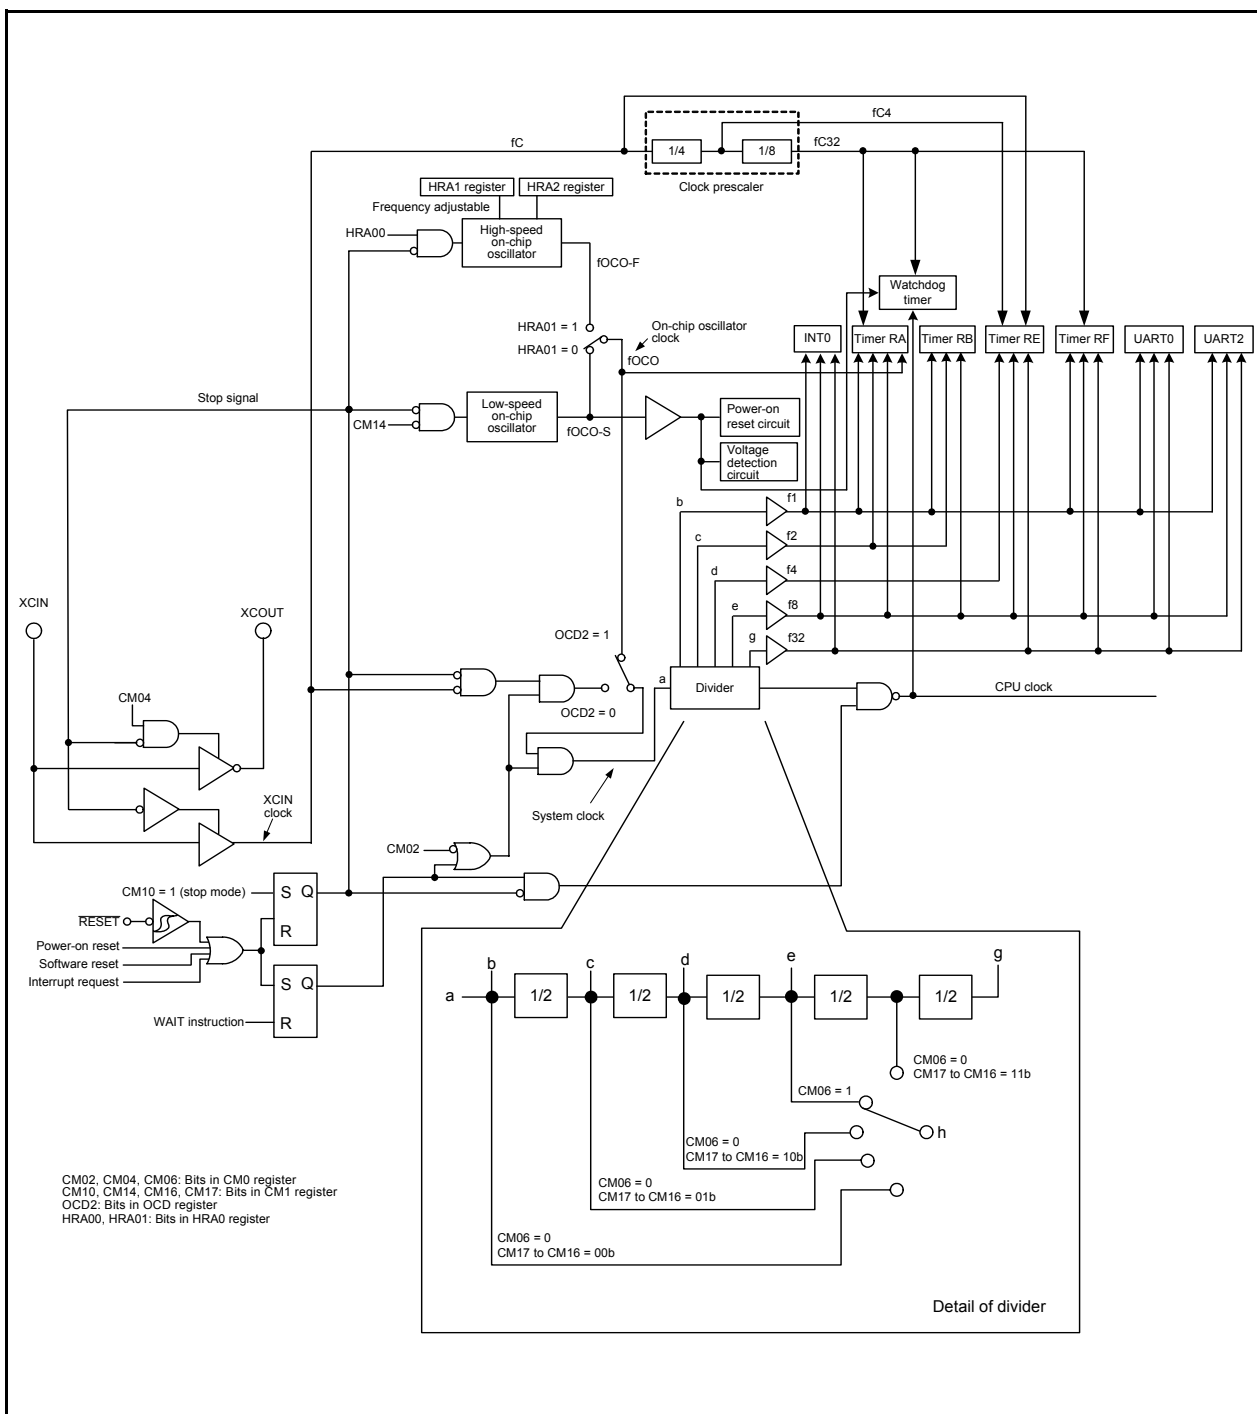 fC4
fC
fC32
1/4
1/8
Clock prescaler
HRA1 register
HRA2 register
Frequency adjustable
HRA00
High-speed
on-chip
oscillator
fOCO-F
Watchdog
timer
HRA01 = 1
HRA01 = 0
On-chip oscillator
clock
fOCO
INT0
Timer RA
Timer RB
Timer RE
Timer RF
UART0
UART2
Stop signal
CM14
Low-speed
on-chip
oscillator
fOCO-S
Power-on
reset circuit
Voltage
detection
circuit
b
f1
c
f2
d
f4
e
f8
g
f32
XCIN
XCOUT
OCD2 = 1
a
Divider
CM04
OCD2 = 0
CPU clock
System clock
XCIN
clock
CM02
CM10 = 1 (stop mode)
S
Q
R
RESET
Power-on reset
Software reset
Interrupt request
S
Q
R
WAIT instruction
b
c
d
e
g
a
1/2
1/2
1/2
1/2
1/2
CM06 = 0
CM17 to CM16 = 11b
CM06 = 1
h
CM06 = 0
CM17 to CM16 = 10b
CM06 = 0
CM17 to CM16 = 01b
CM06 = 0
CM17 to CM16 = 00b
Detail of divider
CM02, CM04, CM06: Bits in CM0 register
CM10, CM14, CM16, CM17: Bits in CM1 register
OCD2: Bits in OCD register
HRA00, HRA01: Bits in HRA0 register